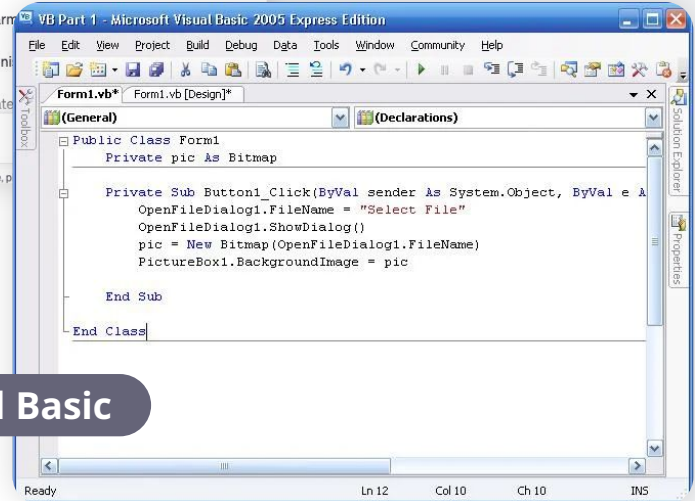 VB Part 1 - Microsoft Visual Basic 2005 Express Edition
File Edit View Project Build Debug Data Tools Window Community Help
Form1.vb* Form1.vb [Design]*
(General) (Declarations)
Toolbox
Public Class Form1
Private pic As Bitmap
Private Sub Button1_Click(ByVal sender As System.Object, ByVal e A
OpenFileDialog1.FileName = "Select File"
OpenFileDialog1.ShowDialog()
pic = New Bitmap(OpenFileDialog1.FileName)
PictureBox1.BackgroundImage = pic
End Sub
End Class
Solution Explorer
Properties
l Basic
Ready Ln 12 Col 10 Ch 10 INS